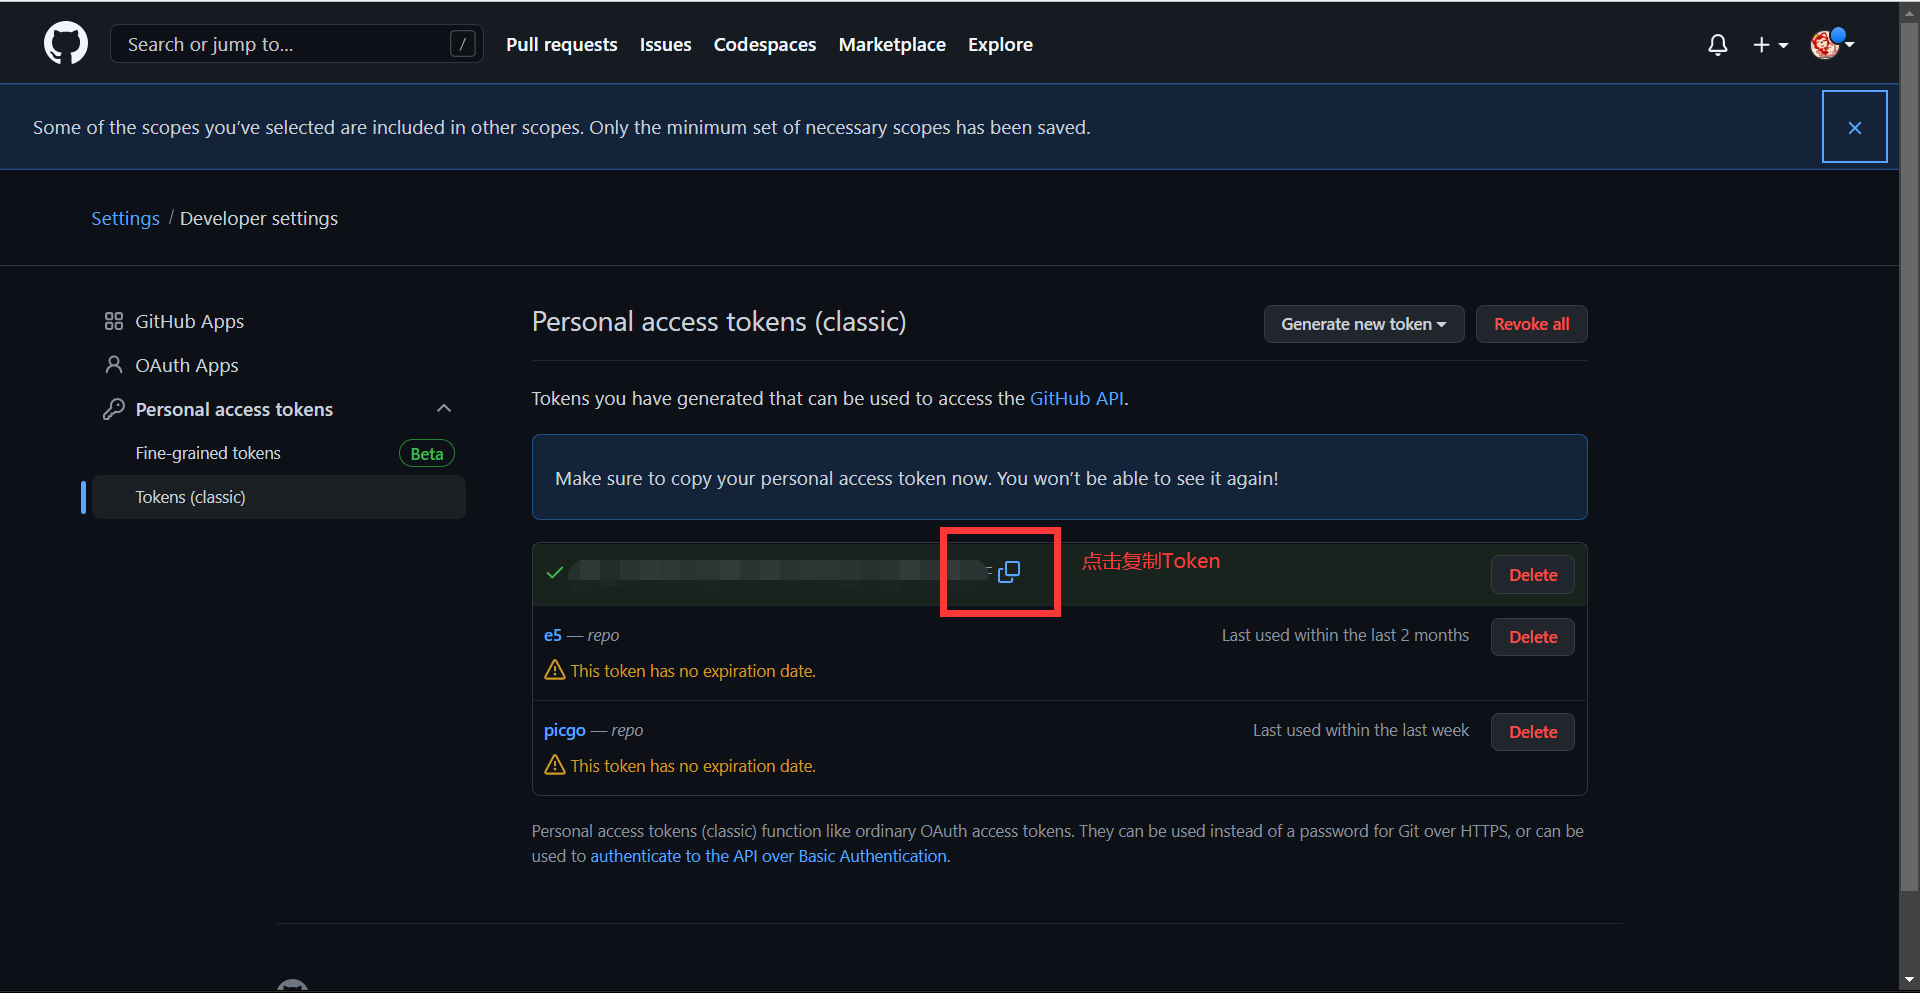 Search or jump to...
/
Pull requests
Issues
Codespaces
Marketplace
Explore
Some of the scopes you’ve selected are included in other scopes. Only the minimum set of necessary scopes has been saved.
Settings / Developer settings
GitHub Apps
OAuth Apps
Personal access tokens
Fine-grained tokens
Beta
Tokens (classic)
Personal access tokens (classic)
Generate new token
Revoke all
Tokens you have generated that can be used to access the GitHub API.
Make sure to copy your personal access token now. You won’t be able to see it again!
点击复制Token
Delete
e5 — repo
Last used within the last 2 months
Delete
This token has no expiration date.
picgo — repo
Last used within the last week
Delete
This token has no expiration date.
Personal access tokens (classic) function like ordinary OAuth access tokens. They can be used instead of a password for Git over HTTPS, or can be
used to authenticate to the API over Basic Authentication.